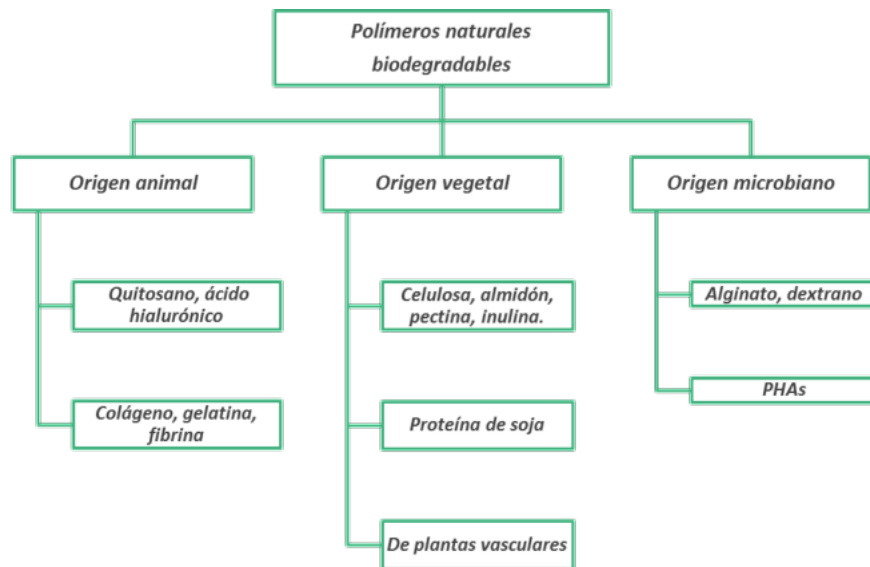 Polímeros naturales
biodegradables
Origen animal
Origen vegetal
Origen microbiano
Quitosano, ácido
hialurónico
Celulosa, almidón,
pectina, inulina.
Alginato, dextrano
PHAs
Colágeno, gelatina,
fibrina
Proteína de soja
De plantas vasculares